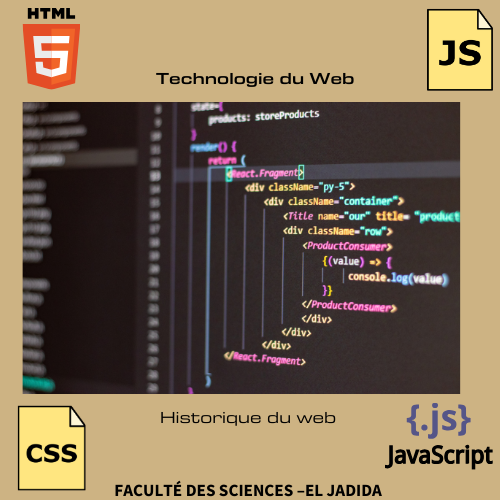 HTML
5
JS
Technologie du Web
state={
products: storeProducts
}
render() {
return (
<React.Fragment>
<div className="py-5">
<div className="container">
<Title name="our" title= "product
<div className="row">
<ProductConsumer>
{(value) => {
console.log(value)
}}
</ProductConsumer>
</div>
</div>
</div>
</React.Fragment>
)
}
Historique du web
CSS
{.js}
JavaScript
FACULTÉ DES SCIENCES –EL JADIDA